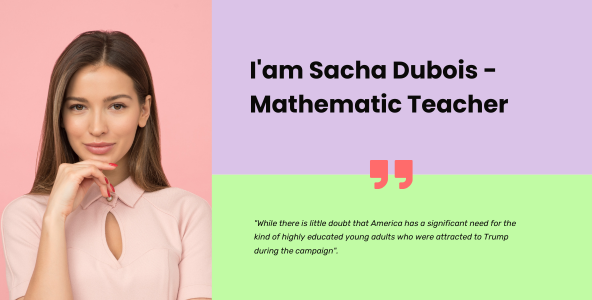 I'am Sacha Dubois -
Mathematic Teacher
"While there is little doubt that America has a significant need for the
kind of highly educated young adults who were attracted to Trump
during the campaign".